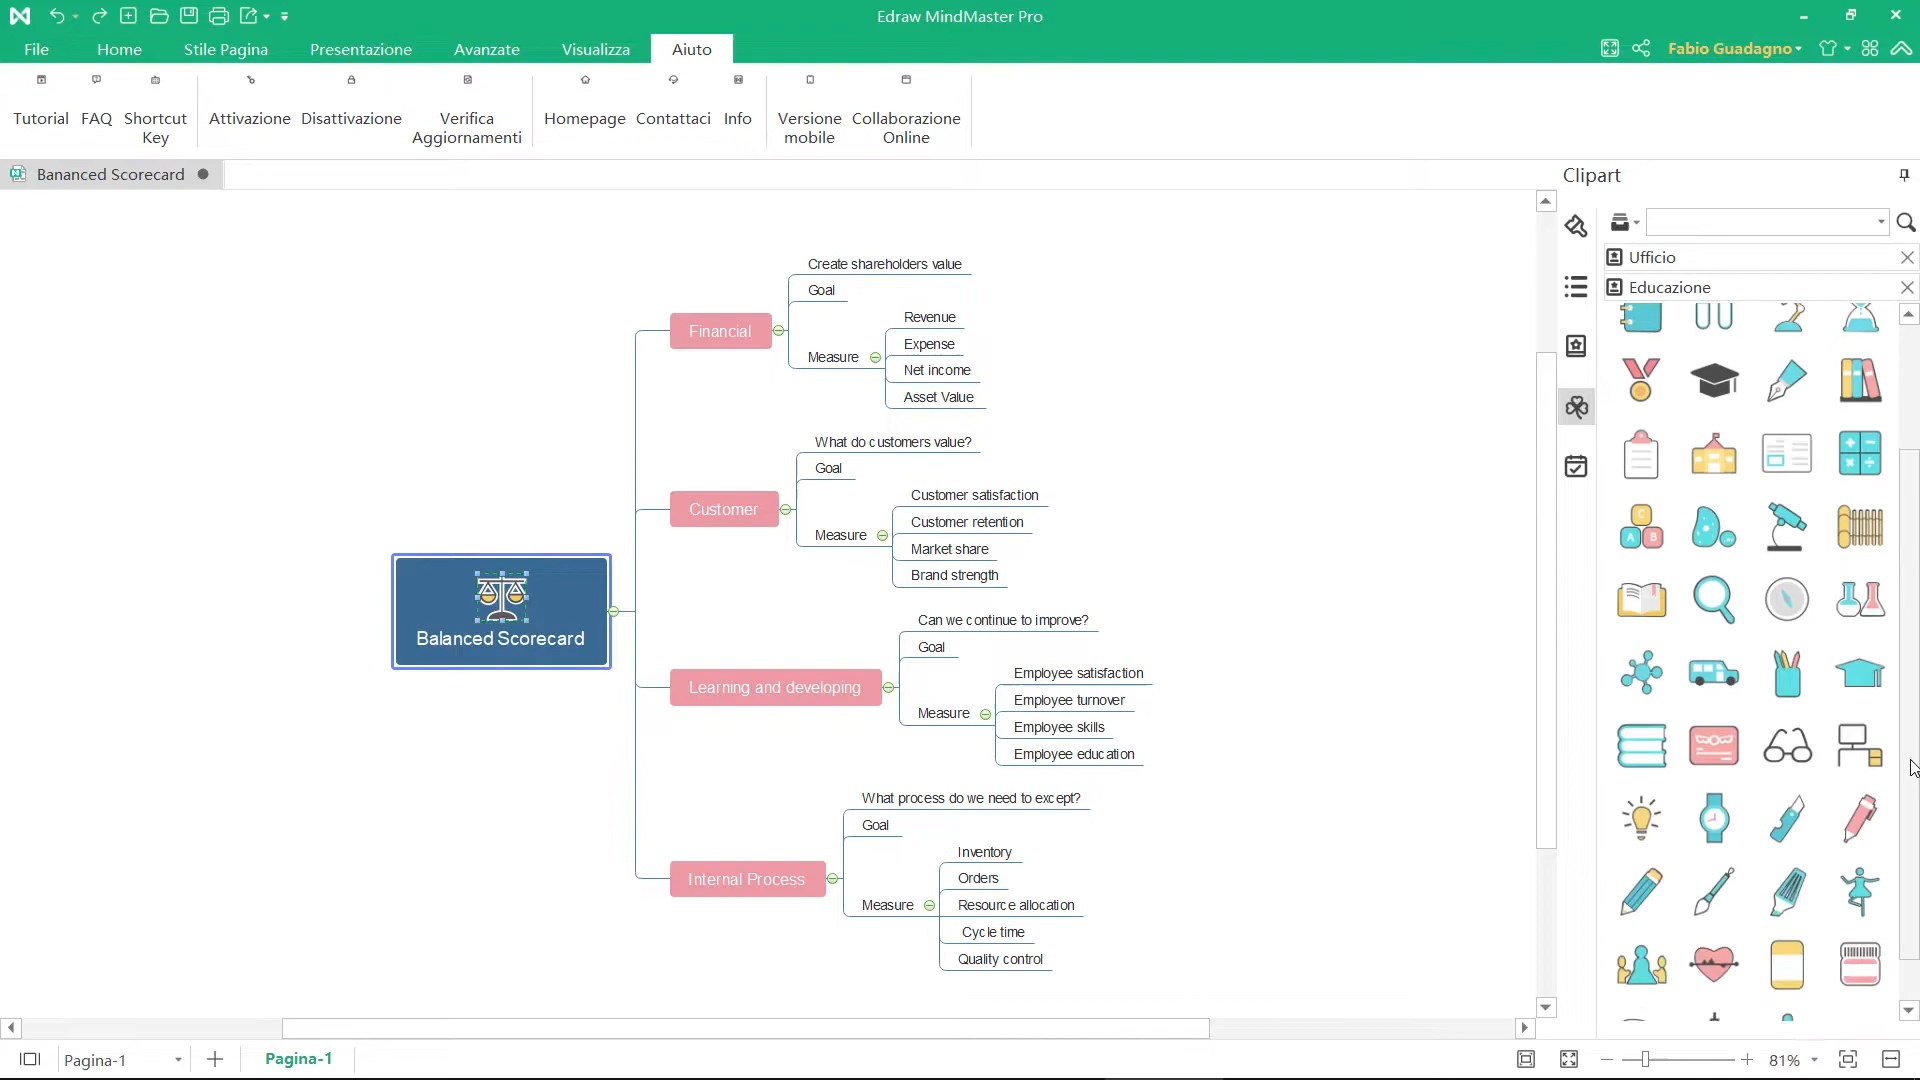 Edraw MindMaster Pro
File Home Stile Pagina Presentazione Avanzate Visualizza Aiuto
Fabio Guadagno
Tutorial FAQ Shortcut Key Attivazione Disattivazione Verifica Aggiornamenti Homepage Contattaci Info Versione mobile Collaborazione Online
Bananced Scorecard
Clipart
Ufficio
Educazione
Balanced Scorecard
Financial
Create shareholders value
Goal
Measure
Revenue
Expense
Net income
Asset Value
Customer
What do customers value?
Goal
Measure
Customer satisfaction
Customer retention
Market share
Brand strength
Learning and developing
Can we continue to improve?
Goal
Measure
Employee satisfaction
Employee turnover
Employee skills
Employee education
Internal Process
What process do we need to except?
Goal
Measure
Inventory
Orders
Resource allocation
Cycle time
Quality control
C
A B
Pagina-1
Pagina-1
81%